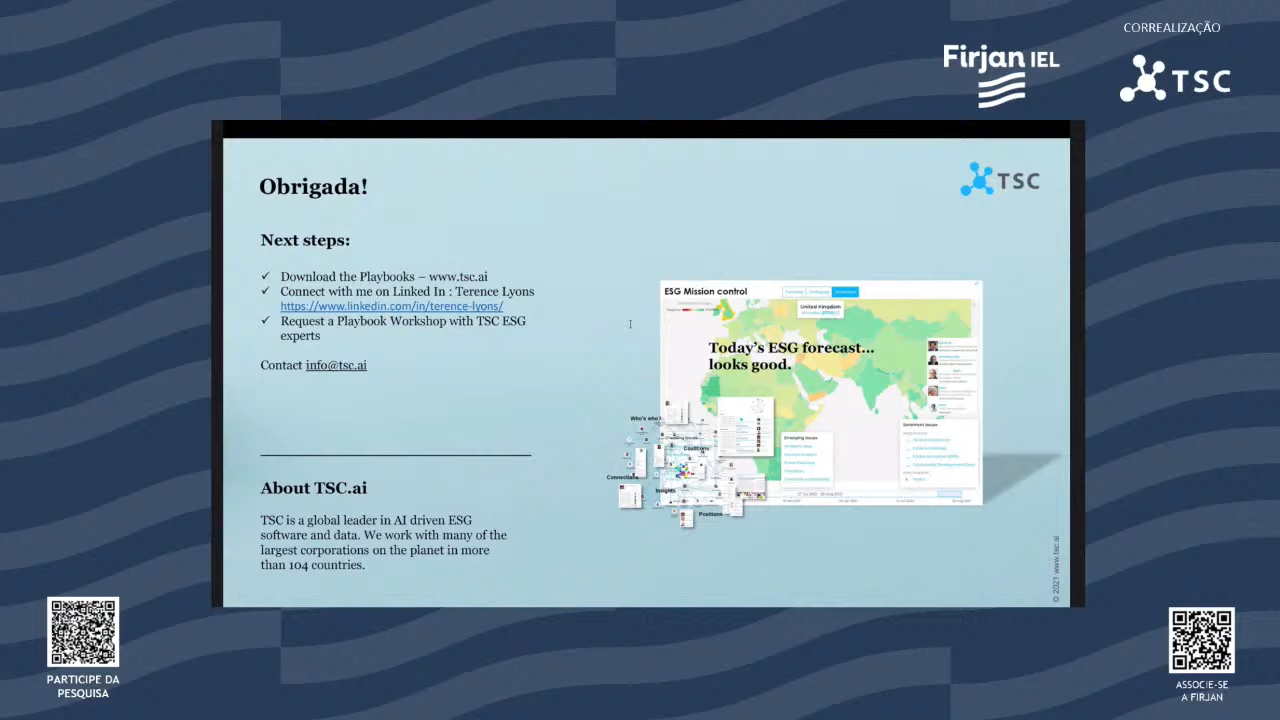 CORREALIZAÇÃO
Firjan IEL
TSC
Obrigada!
TSC
Next steps:
✓ Download the Playbooks – www.tsc.ai
✓ Connect with me on Linked In : Terence Lyons
https://www.linkedin.com/in/terence-lyons/
✓ Request a Playbook Workshop with TSC ESG
experts
Contact info@tsc.ai
ESG Mission control
United Kingdom
Today's ESG forecast...
looks good.
Who's who?
Coalitions
Connections
Insights
Positions
Emerging Issues
Sentiment Issues
About TSC.ai
TSC is a global leader in AI driven ESG
software and data. We work with many of the
largest corporations on the planet in more
than 104 countries.
© 2021 www.tsc.ai
PARTICIPE DA
PESQUISA
ASSOCIE-SE
A FIRJAN